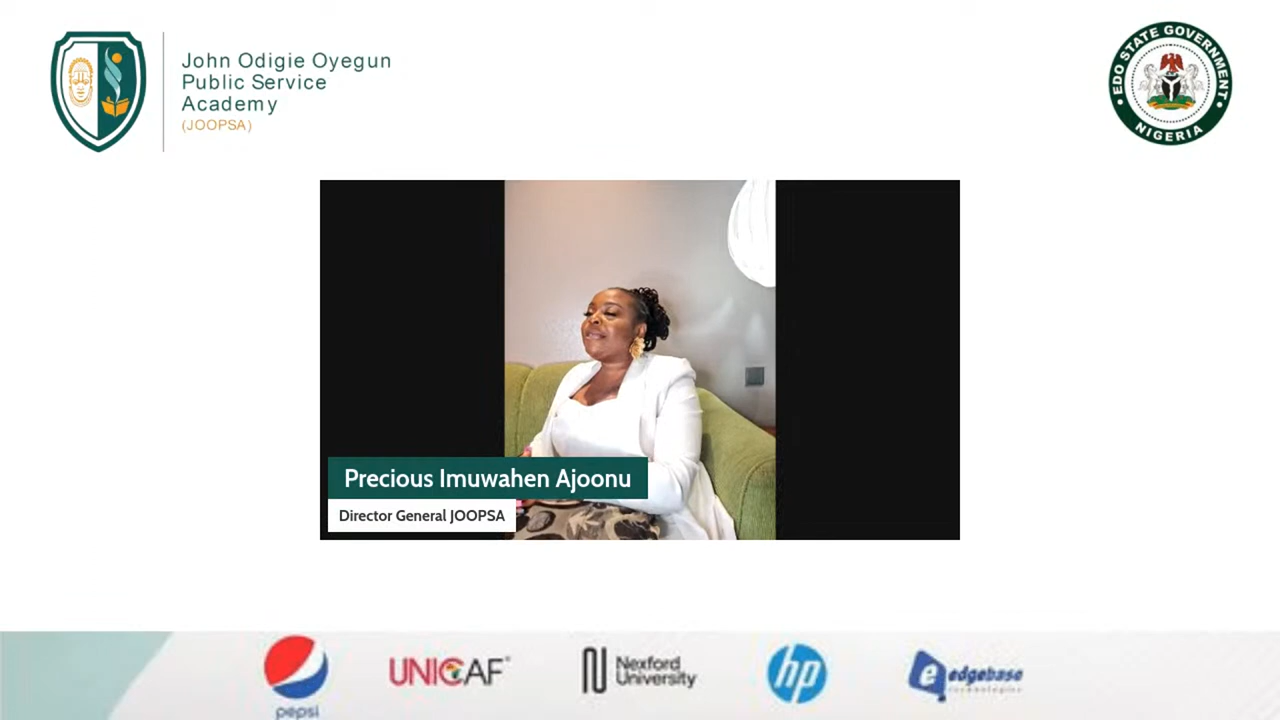 John Odigie Oyegun
Public Service
Academy
(JOOPSA)
EDO STATE GOVERNMENT
NIGERIA
Precious Imuwahen Ajoonu
Director General JOOPSA
pepsi
UNICAF
Nexford
University
hp
edgebase